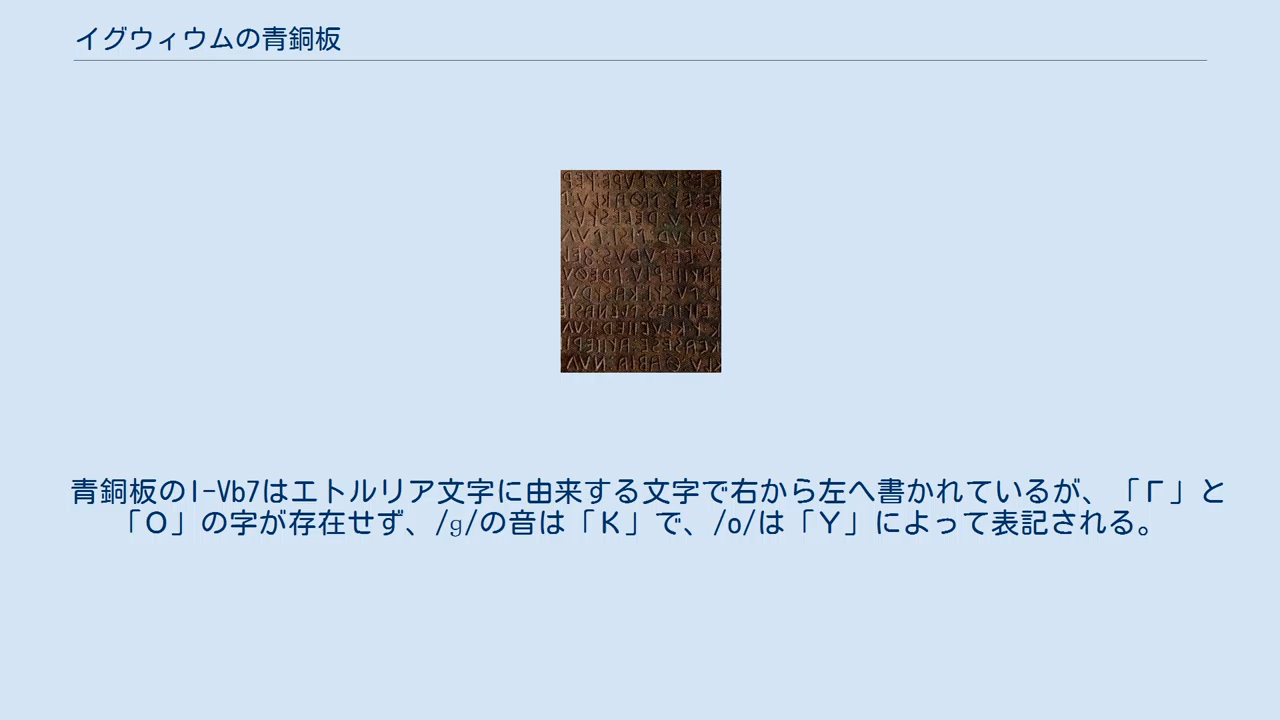 イグウィウムの青銅板
青銅板のI-Vb7はエトルリア文字に由来する文字で右から左へ書かれているが、「Γ」と
「Ο」の字が存在せず、/g/の音は「Κ」で、/o/は「Υ」によって表記される。